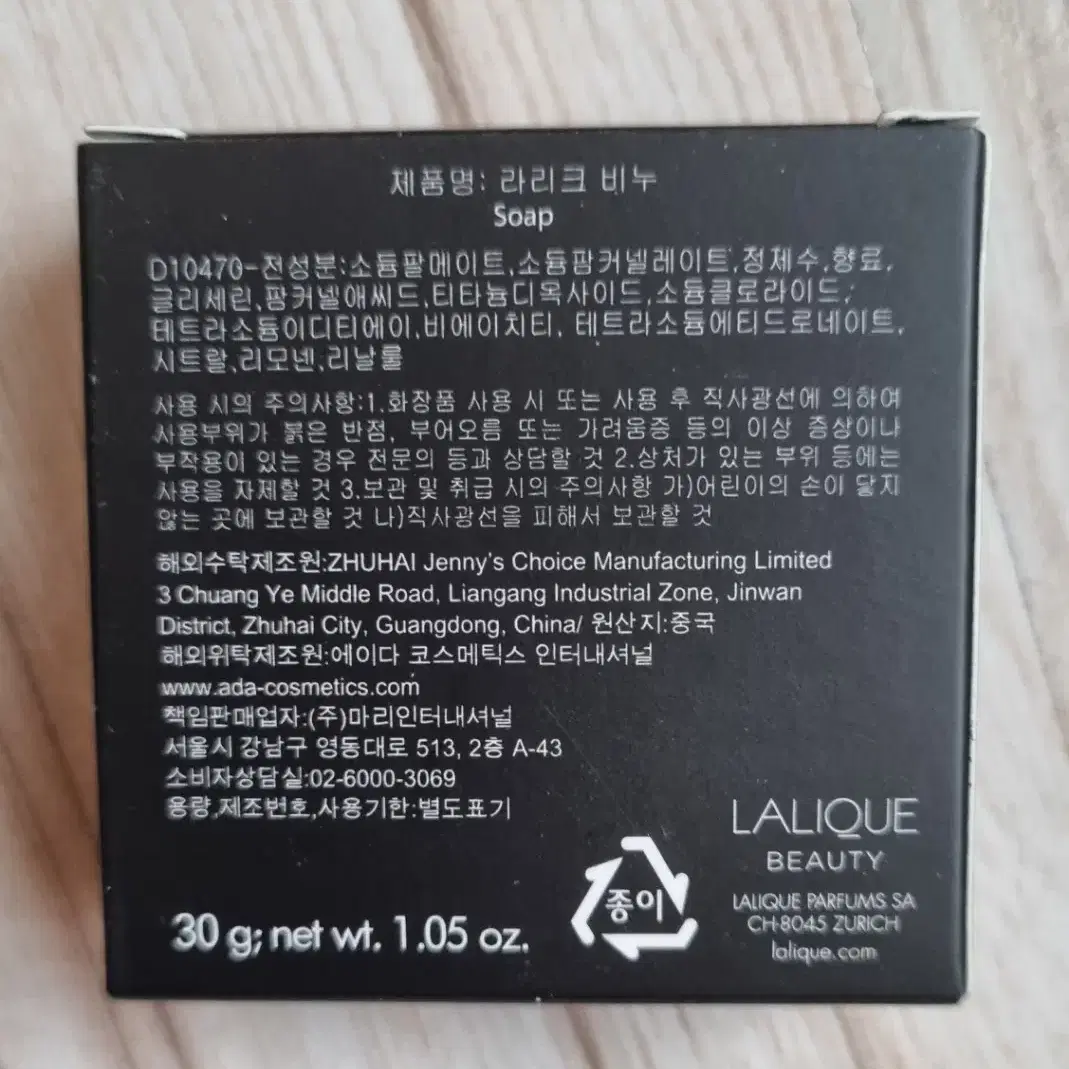 제품명: 라리크 비누
Soap
D10470-전성분:소듐팔메이트,소듐팜커넬레이트,정제수,향료,
글리세린,팜커넬애씨드,티타늄디옥사이드,소듐클로라이드,
테트라소듐이디티에이,비에이치티, 테트라소듐에티드로네이트,
시트랄,리모넨,리날룰
사용 시의 주의사항:1.화장품 사용 시 또는 사용 후 직사광선에 의하여
사용부위가 붉은 반점, 부어오름 또는 가려움증 등의 이상 증상이나
부작용이 있는 경우 전문의 등과 상담할 것 2.상처가 있는 부위 등에는
사용을 자제할 것 3.보관 및 취급 시의 주의사항 가)어린이의 손이 닿지
않는 곳에 보관할 것 나)직사광선을 피해서 보관할 것
해외수탁제조원:ZHUHAI Jenny's Choice Manufacturing Limited
3 Chuang Ye Middle Road, Liangang Industrial Zone, Jinwan
District, Zhuhai City, Guangdong, China/ 원산지:중국
해외위탁제조원:에이다 코스메틱스 인터내셔널
www.ada-cosmetics.com
책임판매업자:(주)마리인터내셔널
서울시 강남구 영동대로 513, 2층 A-43
소비자상담실:02-6000-3069
용량,제조번호,사용기한:별도표기
30 g; net wt. 1.05 oz.
종이
LALIQUE
BEAUTY
LALIQUE PARFUMS SA
CH-8045 ZURICH
lalique.com